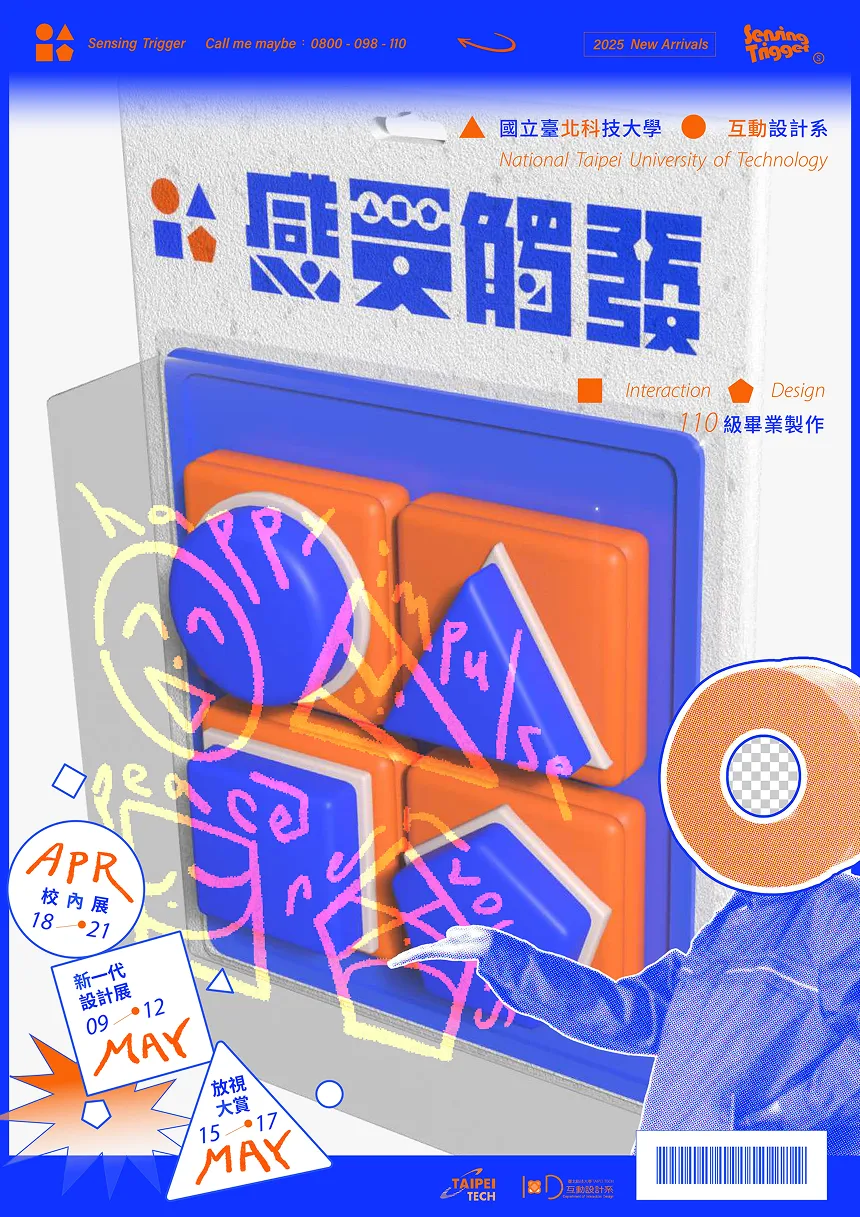 Sensing Trigger
Call me maybe：0800 - 098 - 110
2025 New Arrivals
Sensing
Trigger
S
國立臺北科技大學 互動設計系
National Taipei University of Technology
感受觸發
Interaction Design
110 級畢業製作
happy
impulse
peace
nervous
APR
校內展
18 21
新一代
設計展
09 12
MAY
放視
大賞
15 17
MAY
TAIPEI
TECH
互動設計系